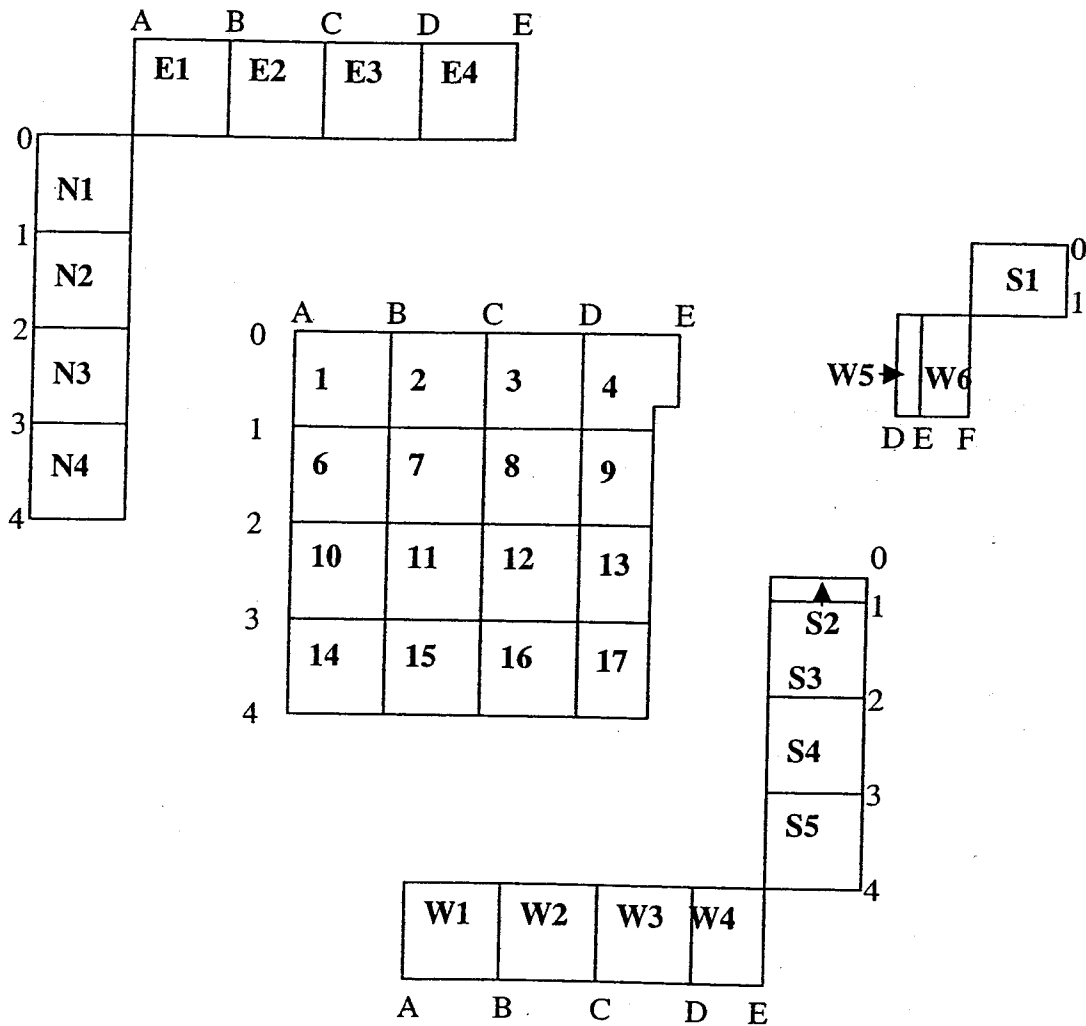 A B C D E
E1 E2 E3 E4
0
N1
1
N2
2
N3
3
N4
4
A B C D E
0
1 2 3 4
1
6 7 8 9
2
10 11 12 13
3
14 15 16 17
4
0
S1
1
W5 W6
D E F
0
1
S2
S3
2
S4
3
S5
4
W1 W2 W3 W4
A B C D E